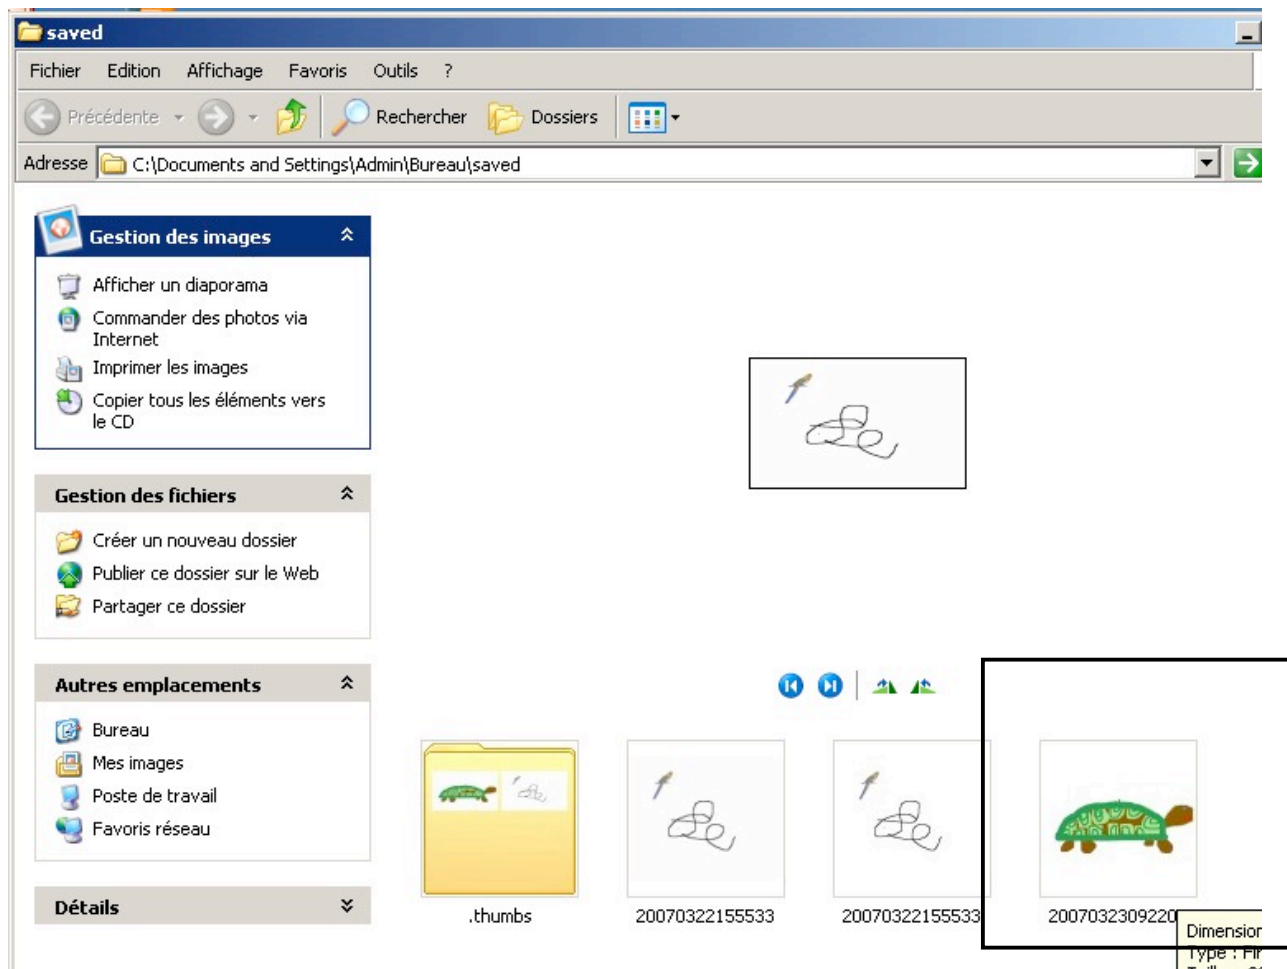 saved
Fichier Edition Affichage Favoris Outils ?
Précédente Rechercher Dossiers
Adresse C:\Documents and Settings\Admin\Bureau\saved
Gestion des images
Afficher un diaporama
Commander des photos via
Internet
Imprimer les images
Copier tous les éléments vers
le CD
Gestion des fichiers
Créer un nouveau dossier
Publier ce dossier sur le Web
Partager ce dossier
Autres emplacements
Bureau
Mes images
Poste de travail
Favoris réseau
Détails
.thumbs 20070322155533 20070322155533 2007032309220
Dimension
Type : Fir